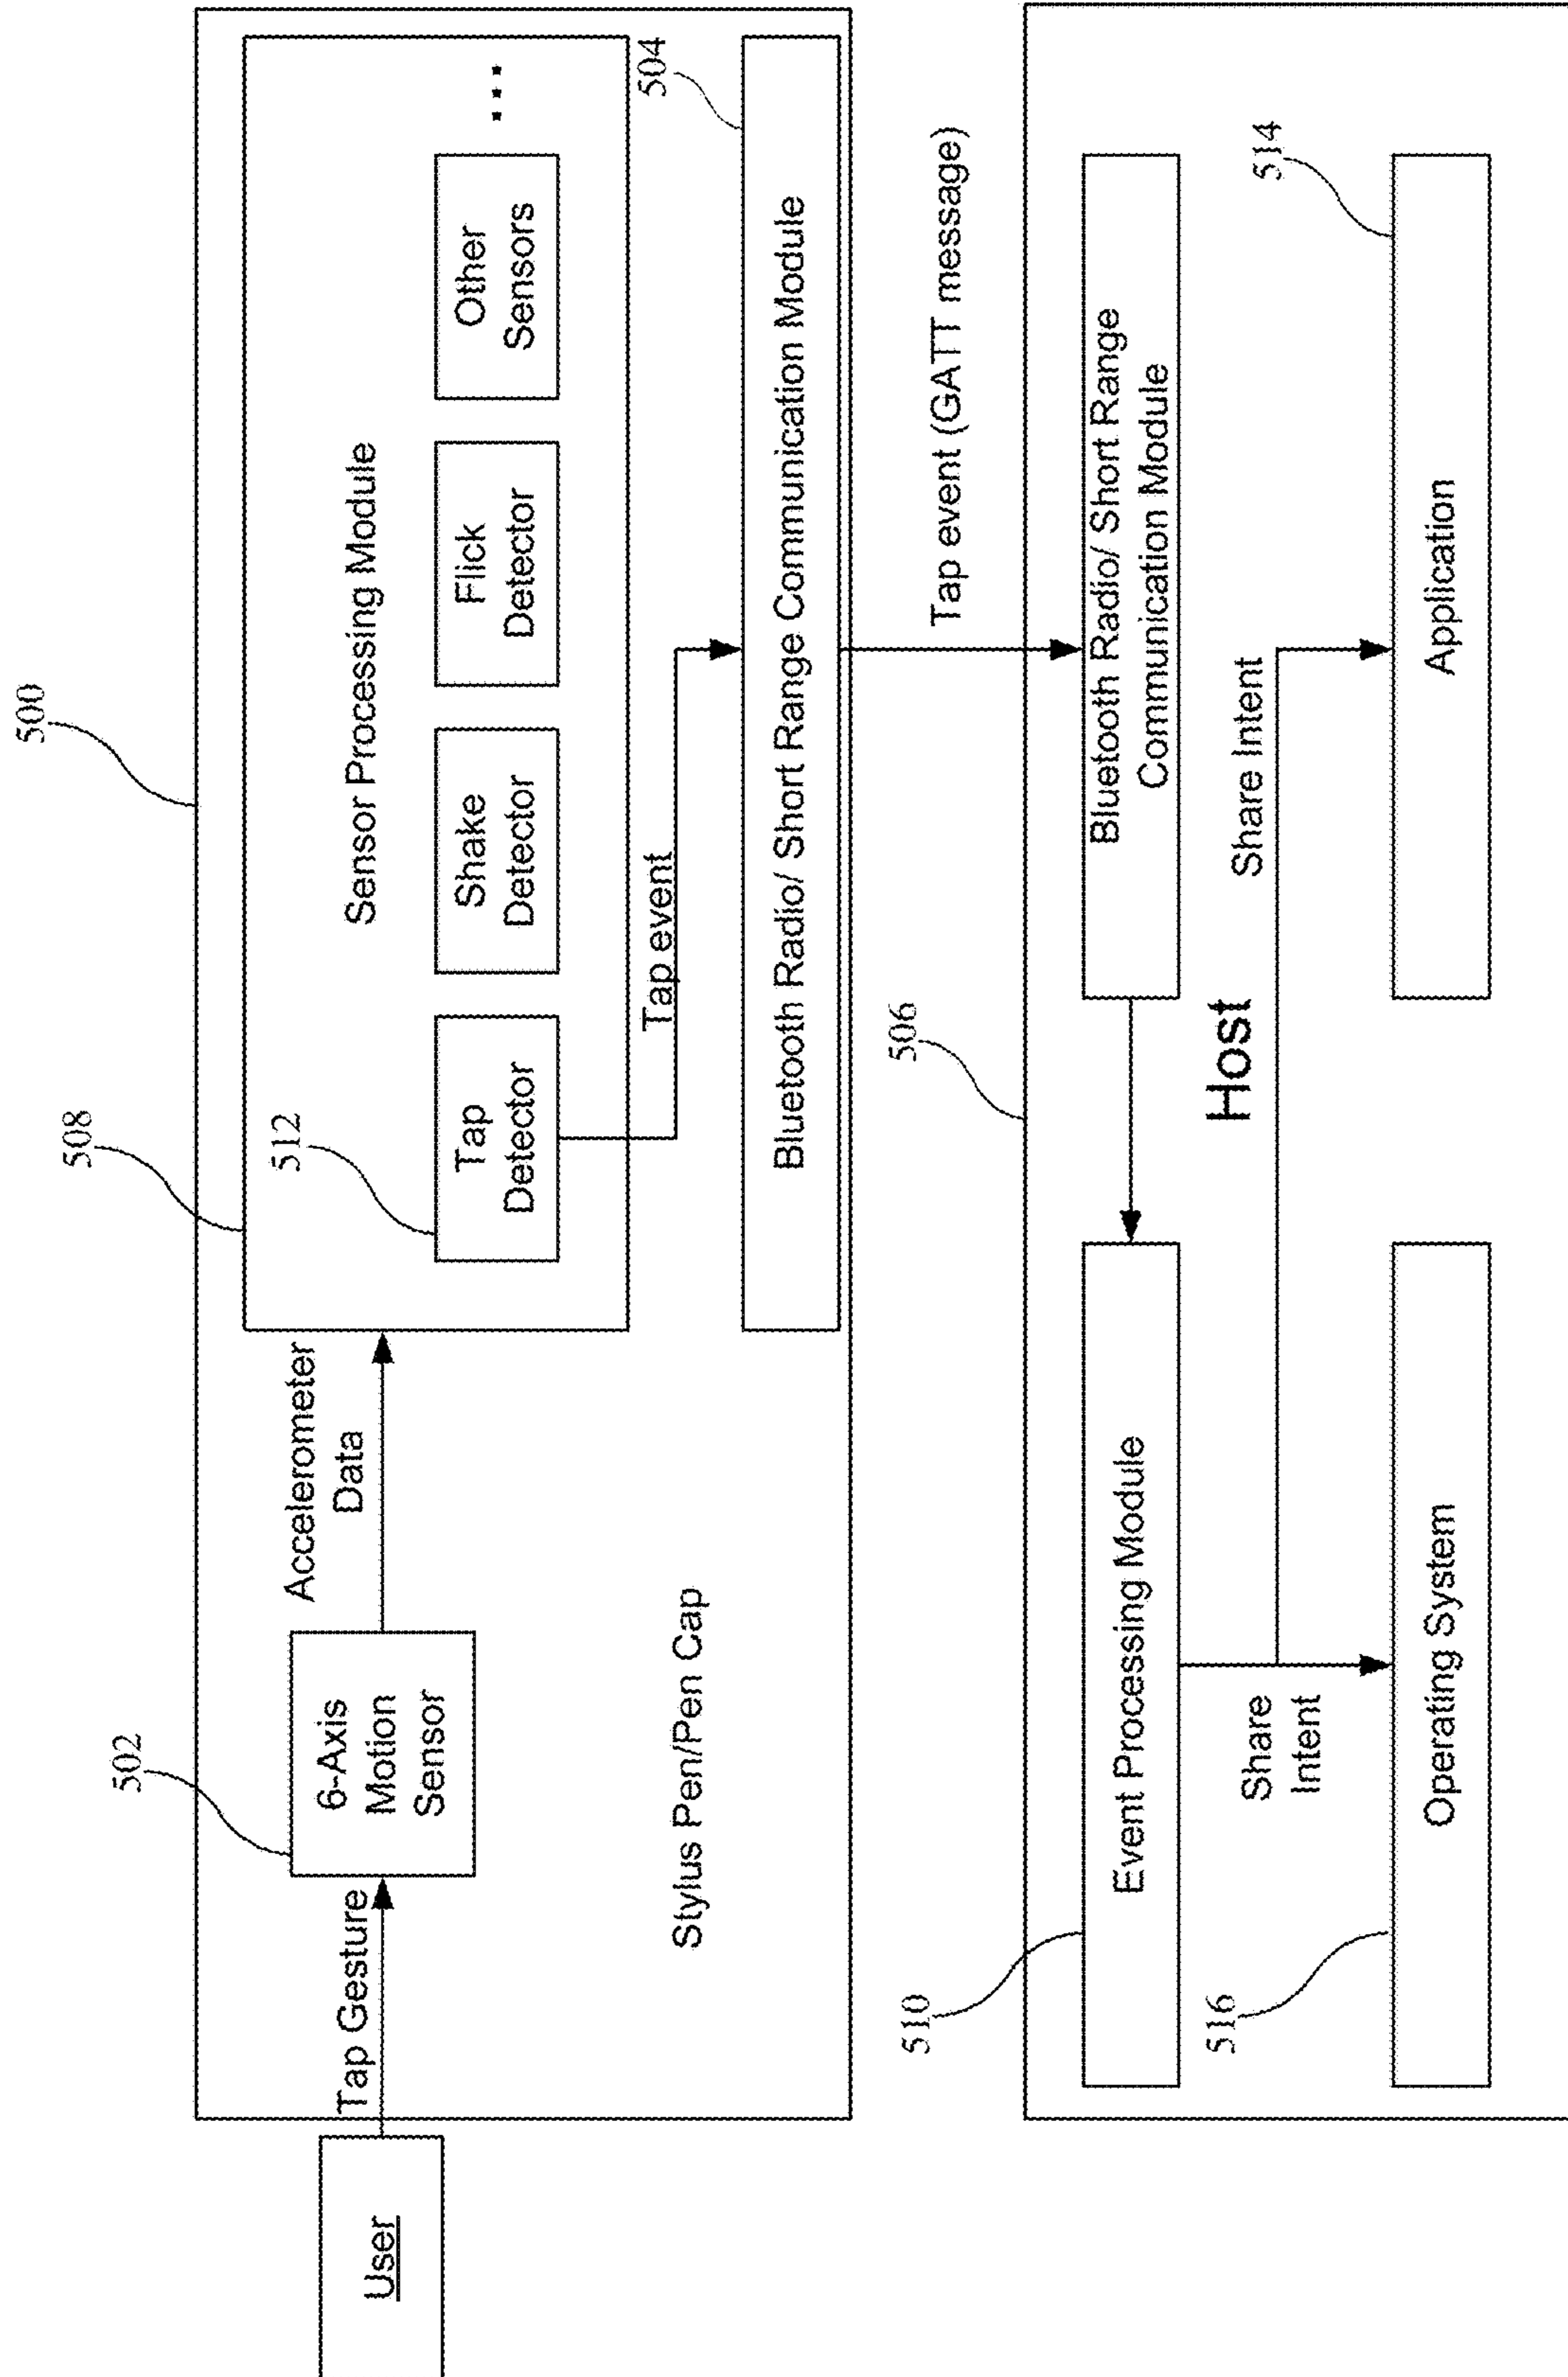 500
508
502
User
Tap Gesture
6-Axis
Motion
Sensor
Accelerometer
Data
Sensor Processing Module
512
Tap
Detector
Shake
Detector
Flick
Detector
Other
Sensors
...
Tap event
504
Stylus Pen/Pen Cap
Bluetooth Radio/ Short Range Communication Module
Tap event (GATT message)
506
510
Event Processing Module
Bluetooth Radio/ Short Range
Communication Module
Host
Share
Intent
Share Intent
516
Operating System
514
Application